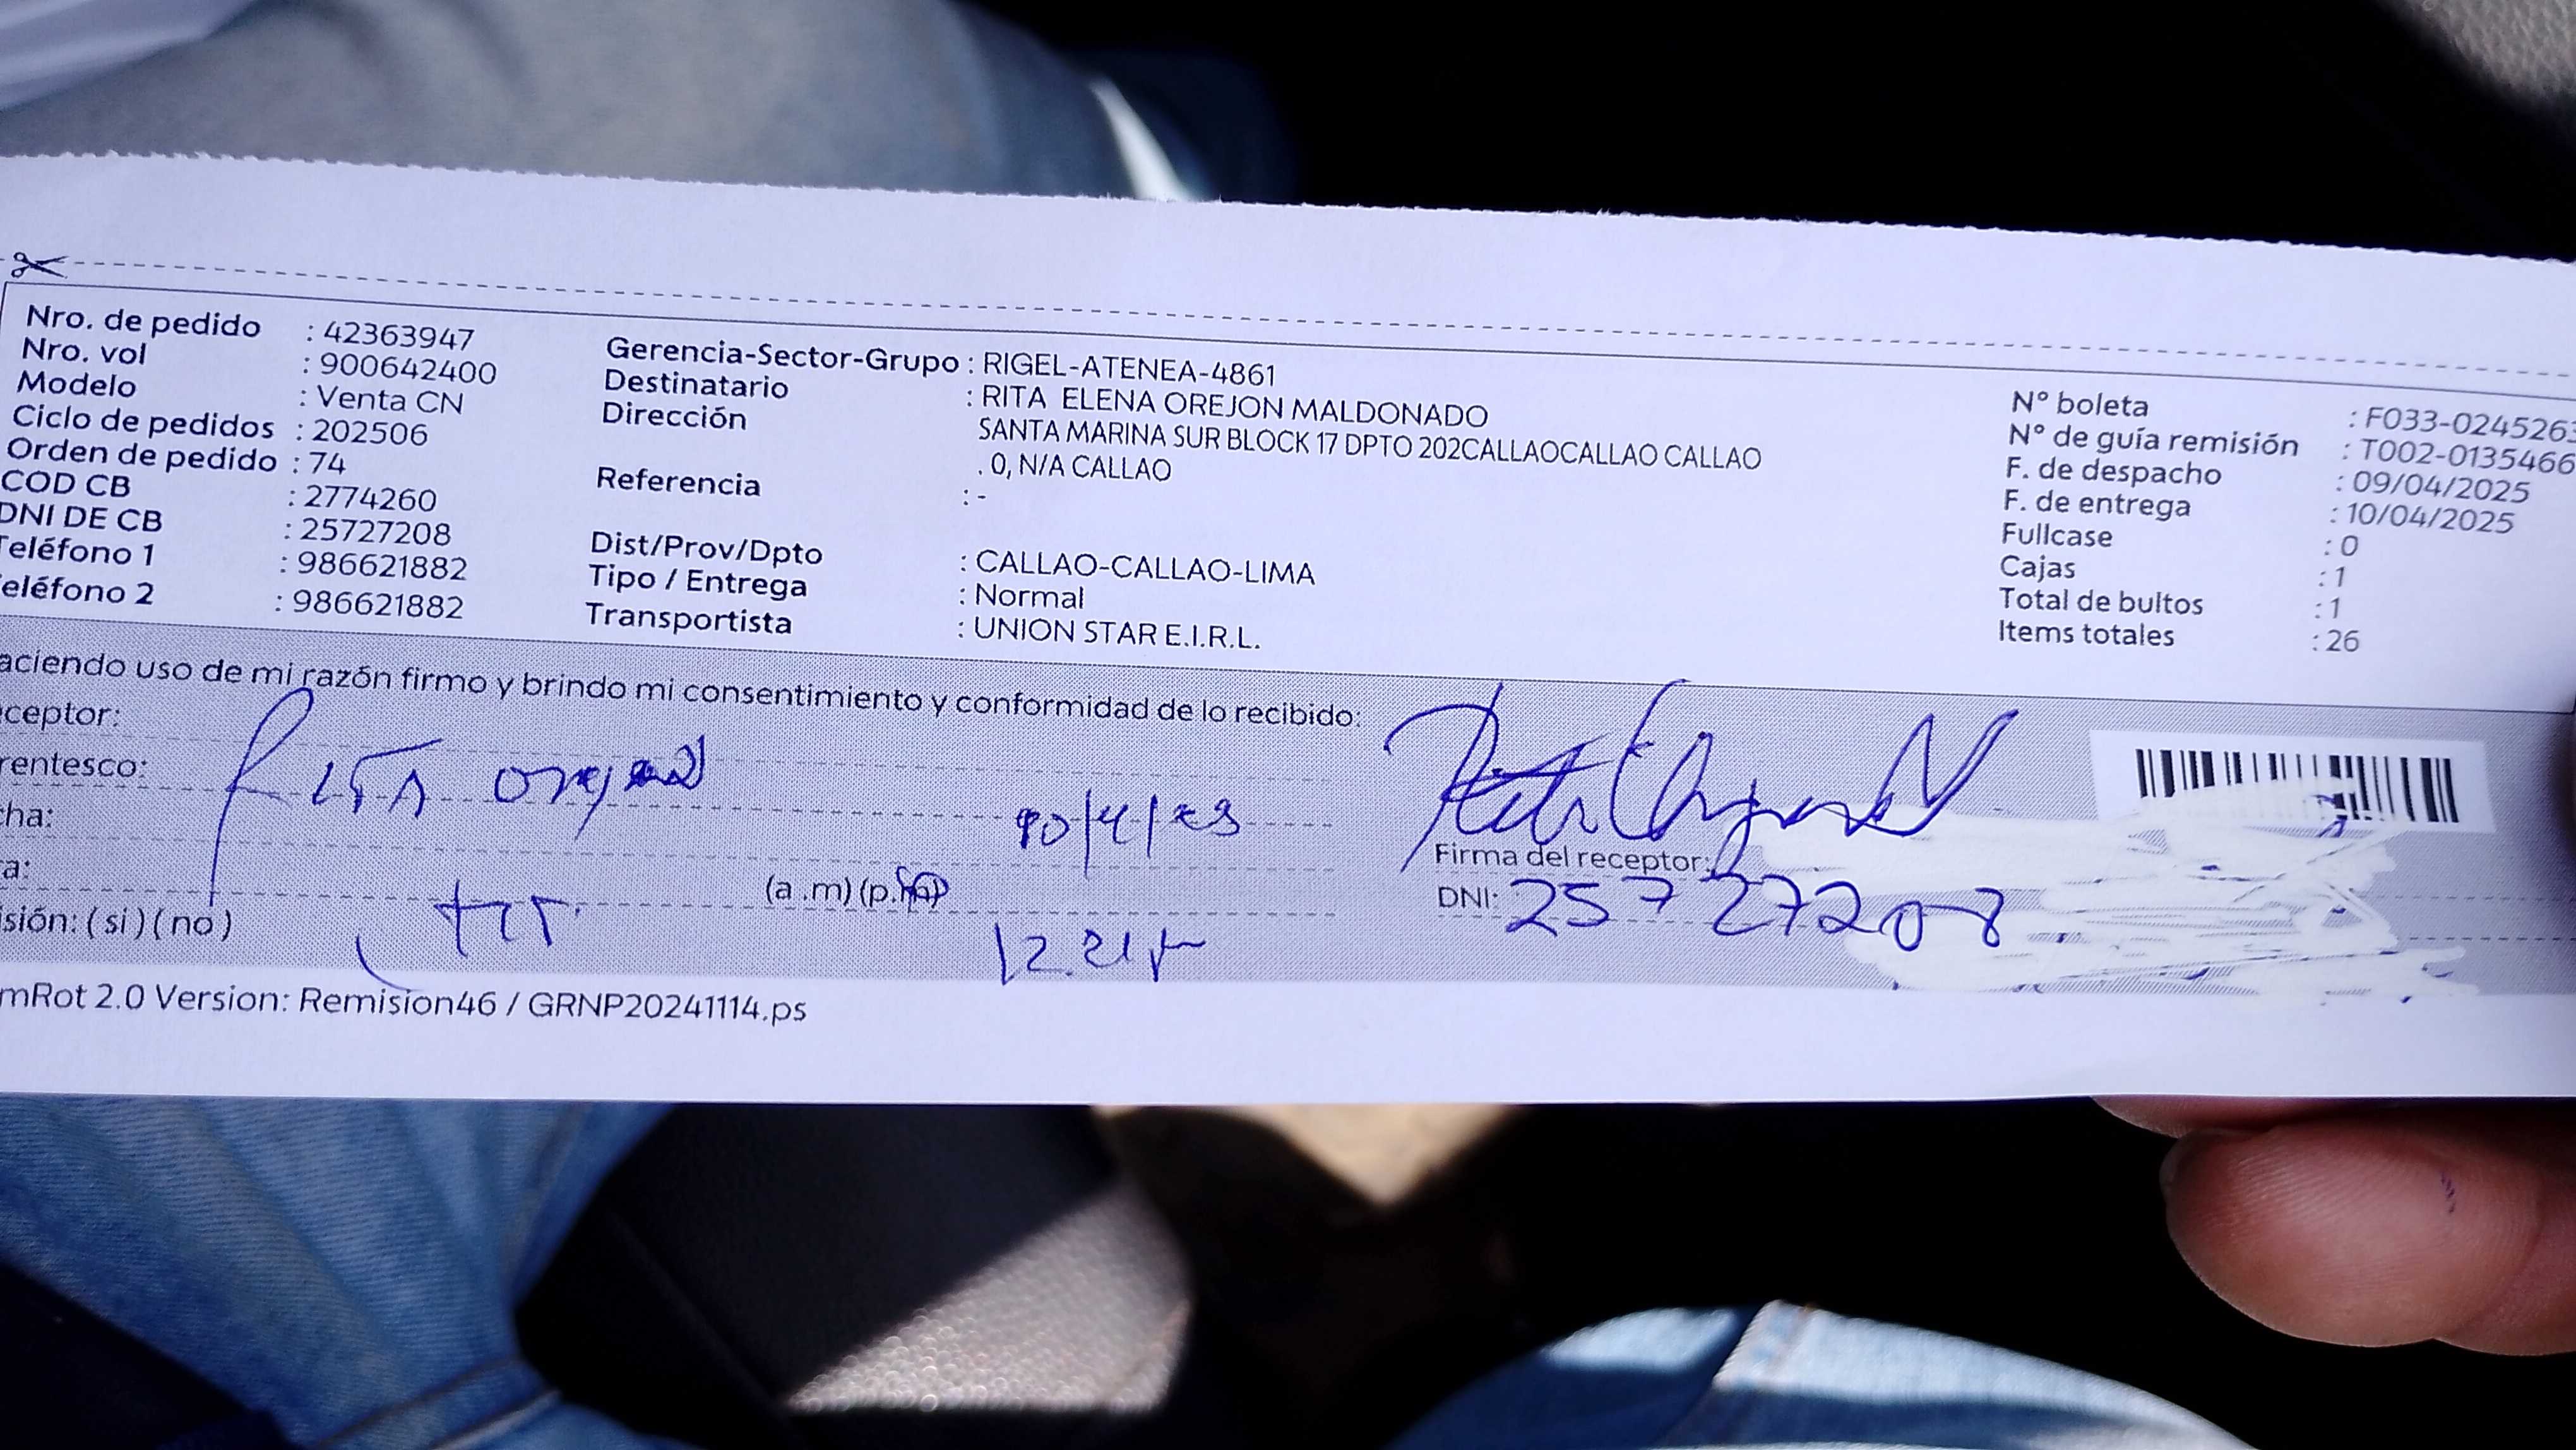 Nro. de pedido : 42363947
Nro. vol : 900642400
Modelo : Venta CN
Ciclo de pedidos : 202506
Orden de pedido : 74
COD CB : 2774260
DNI DE CB : 25727208
Teléfono 1 : 986621882
eléfono 2 : 986621882
Gerencia-Sector-Grupo : RIGEL-ATENEA-4861
Destinatario : RITA ELENA OREJON MALDONADO
Dirección SANTA MARINA SUR BLOCK 17 DPTO 202CALLAOCALLAO CALLAO
. 0, N/A CALLAO
Referencia : -
Dist/Prov/Dpto : CALLAO-CALLAO-LIMA
Tipo / Entrega : Normal
Transportista : UNION STAR E.I.R.L.
N° boleta : F033-0245263
N° de guía remisión : T002-0135466
F. de despacho : 09/04/2025
F. de entrega : 10/04/2025
Fullcase : 0
Cajas : 1
Total de bultos : 1
Items totales : 26
aciendo uso de mi razón firmo y brindo mi consentimiento y conformidad de lo recibido:
ceptor:
rentesco: Rita Orejon
cha:
a: (a .m) (p.
isión: ( si ) ( no )
Firma del receptor:
DNI: 25727208
mRot 2.0 Version: Remision46 / GRNP20241114.ps